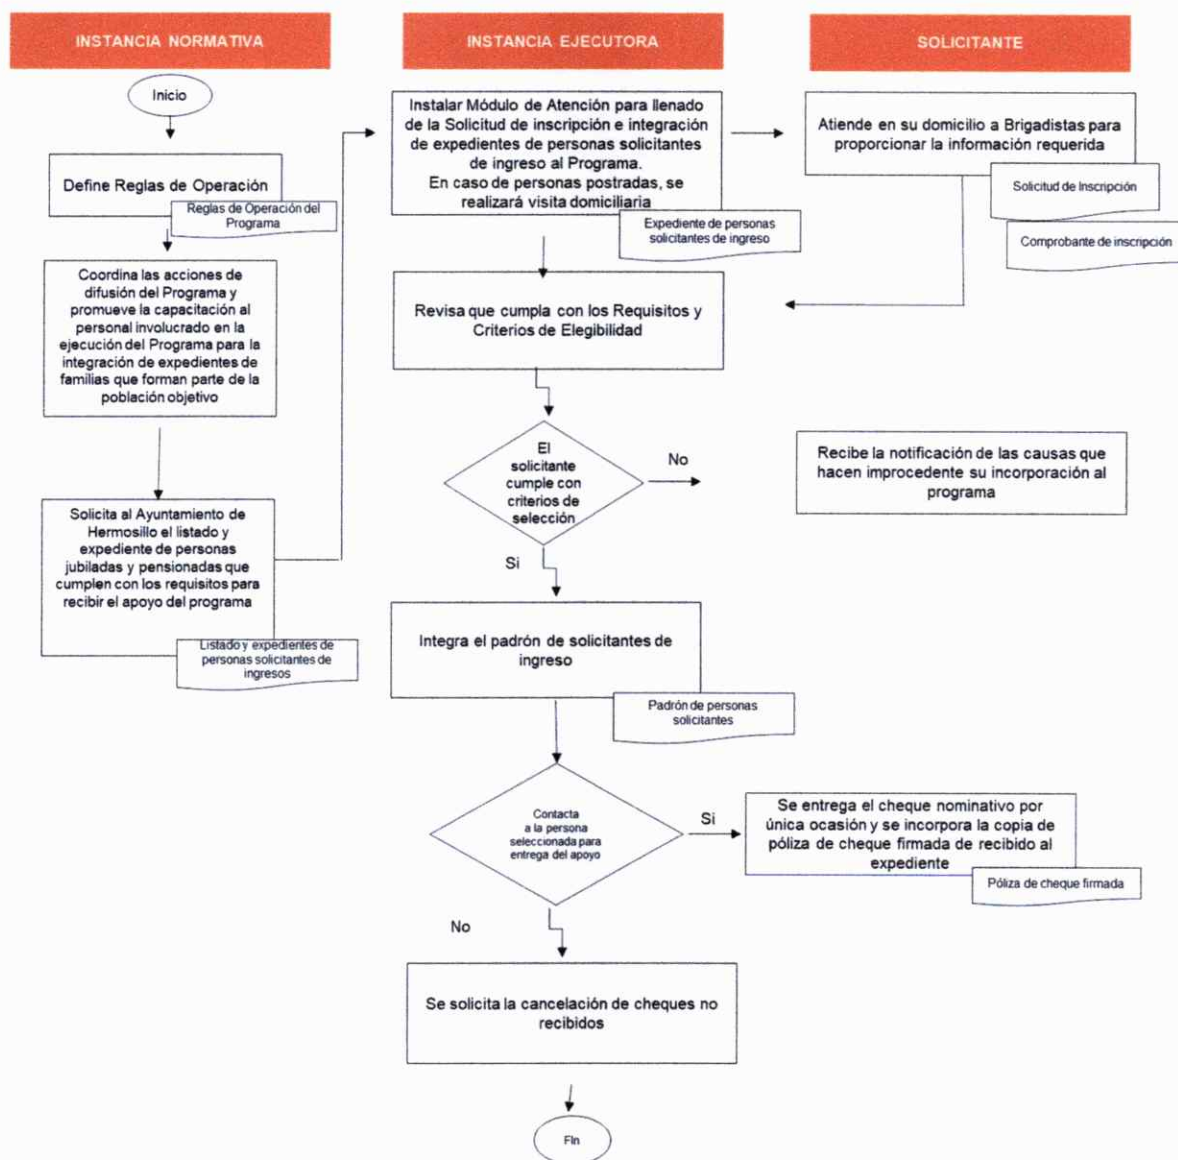 INSTANCIA NORMATIVA
INSTANCIA EJECUTORA
SOLICITANTE
Inicio
Define Reglas de Operación
Reglas de Operación del
Programa
Coordina las acciones de
difusión del Programa y
promueve la capacitación al
personal involucrado en la
ejecución del Programa para la
integración de expedientes de
familias que forman parte de la
población objetivo
Solicita al Ayuntamiento de
Hermosillo el listado y
expediente de personas
jubiladas y pensionadas que
cumplen con los requisitos para
recibir el apoyo del programa
Listado y expedientes de
personas solicitantes de
ingresos
Instalar Módulo de Atención para llenado
de la Solicitud de inscripción e integración
de expedientes de personas solicitantes
de ingreso al Programa.
En caso de personas postradas, se
realizará visita domiciliaria
Expediente de personas
solicitantes de ingreso
Atiende en su domicilio a Brigadistas para
proporcionar la información requerida
Solicitud de Inscripción
Comprobante de inscripción
Revisa que cumpla con los Requisitos y
Criterios de Elegibilidad
El
solicitante
cumple con
criterios de
selección
No
Recibe la notificación de las causas que
hacen improcedente su incorporación al
programa
Si
Integra el padrón de solicitantes de
ingreso
Padrón de personas
solicitantes
Contacta
a la persona
seleccionada para
entrega del apoyo
Si
Se entrega el cheque nominativo por
única ocasión y se incorpora la copia de
póliza de cheque firmada de recibido al
expediente
Póliza de cheque firmada
No
Se solicita la cancelación de cheques no
recibidos
Fin